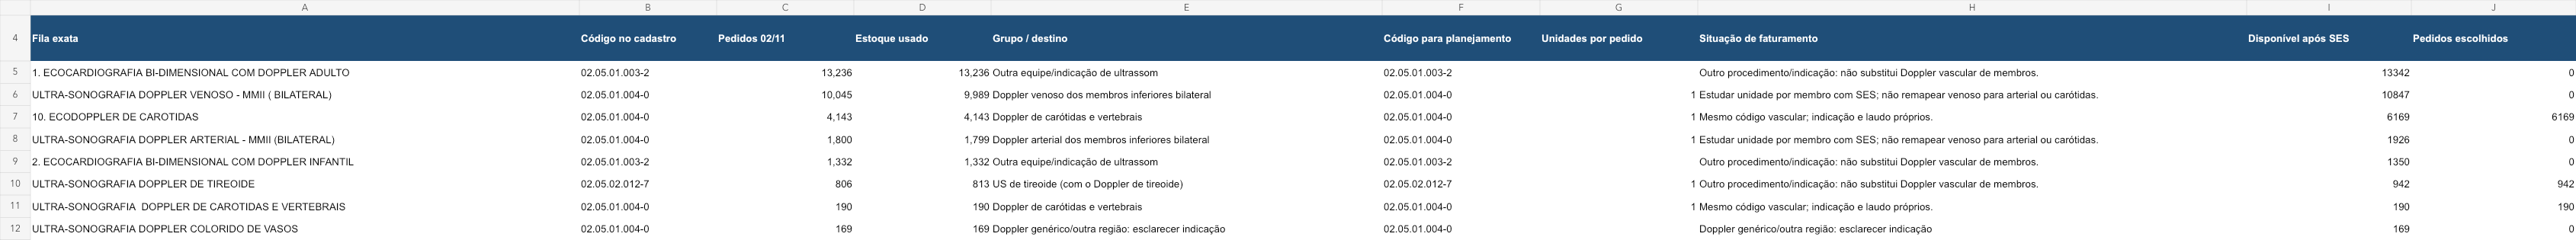 A B C D E F G H I J
4 Fila exata Código no cadastro Pedidos 02/11 Estoque usado Grupo / destino Código para planejamento Unidades por pedido Situação de faturamento Disponível após SES Pedidos escolhidos
5 1. ECOCARDIOGRAFIA BI-DIMENSIONAL COM DOPPLER ADULTO 02.05.01.003-2 13,236 13,236 Outra equipe/indicação de ultrassom 02.05.01.003-2 Outro procedimento/indicação: não substitui Doppler vascular de membros. 13342 0
6 ULTRA-SONOGRAFIA DOPPLER VENOSO - MMII ( BILATERAL) 02.05.01.004-0 10,045 9,989 Doppler venoso dos membros inferiores bilateral 02.05.01.004-0 1 Estudar unidade por membro com SES; não remapear venoso para arterial ou carótidas. 10847 0
7 10. ECODOPPLER DE CAROTIDAS 02.05.01.004-0 4,143 4,143 Doppler de carótidas e vertebrais 02.05.01.004-0 1 Mesmo código vascular; indicação e laudo próprios. 6169 6169
8 ULTRA-SONOGRAFIA DOPPLER ARTERIAL - MMII (BILATERAL) 02.05.01.004-0 1,800 1,799 Doppler arterial dos membros inferiores bilateral 02.05.01.004-0 1 Estudar unidade por membro com SES; não remapear venoso para arterial ou carótidas. 1926 0
9 2. ECOCARDIOGRAFIA BI-DIMENSIONAL COM DOPPLER INFANTIL 02.05.01.003-2 1,332 1,332 Outra equipe/indicação de ultrassom 02.05.01.003-2 Outro procedimento/indicação: não substitui Doppler vascular de membros. 1350 0
10 ULTRA-SONOGRAFIA DOPPLER DE TIREOIDE 02.05.02.012-7 806 813 US de tireoide (com o Doppler de tireoide) 02.05.02.012-7 1 Outro procedimento/indicação: não substitui Doppler vascular de membros. 942 942
11 ULTRA-SONOGRAFIA  DOPPLER DE CAROTIDAS E VERTEBRAIS 02.05.01.004-0 190 190 Doppler de carótidas e vertebrais 02.05.01.004-0 1 Mesmo código vascular; indicação e laudo próprios. 190 190
12 ULTRA-SONOGRAFIA DOPPLER COLORIDO DE VASOS 02.05.01.004-0 169 169 Doppler genérico/outra região: esclarecer indicação 02.05.01.004-0 Doppler genérico/outra região: esclarecer indicação 169 0